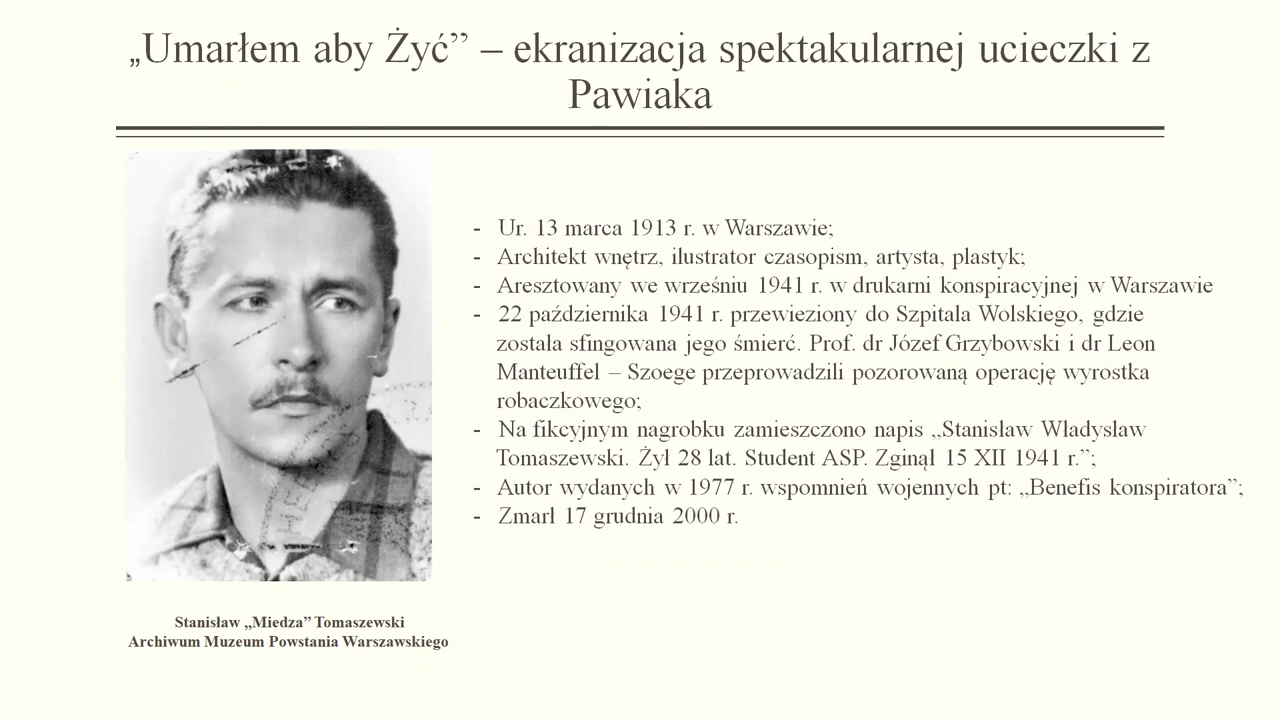 „Umarłem aby Żyć” – ekranizacja spektakularnej ucieczki z
Pawiaka
- Ur. 13 marca 1913 r. w Warszawie;
- Architekt wnętrz, ilustrator czasopism, artysta, plastyk;
- Aresztowany we wrześniu 1941 r. w drukarni konspiracyjnej w Warszawie
- 22 października 1941 r. przewieziony do Szpitala Wolskiego, gdzie
została sfingowana jego śmierć. Prof. dr Józef Grzybowski i dr Leon
Manteuffel – Szoege przeprowadzili pozorowaną operację wyrostka
robaczkowego;
- Na fikcyjnym nagrobku zamieszczono napis „Stanisław Władysław
Tomaszewski. Żył 28 lat. Student ASP. Zginął 15 XII 1941 r.”;
- Autor wydanych w 1977 r. wspomnień wojennych pt: „Benefis konspiratora”;
- Zmarł 17 grudnia 2000 r.
Stanisław „Miedza” Tomaszewski
Archiwum Muzeum Powstania Warszawskiego